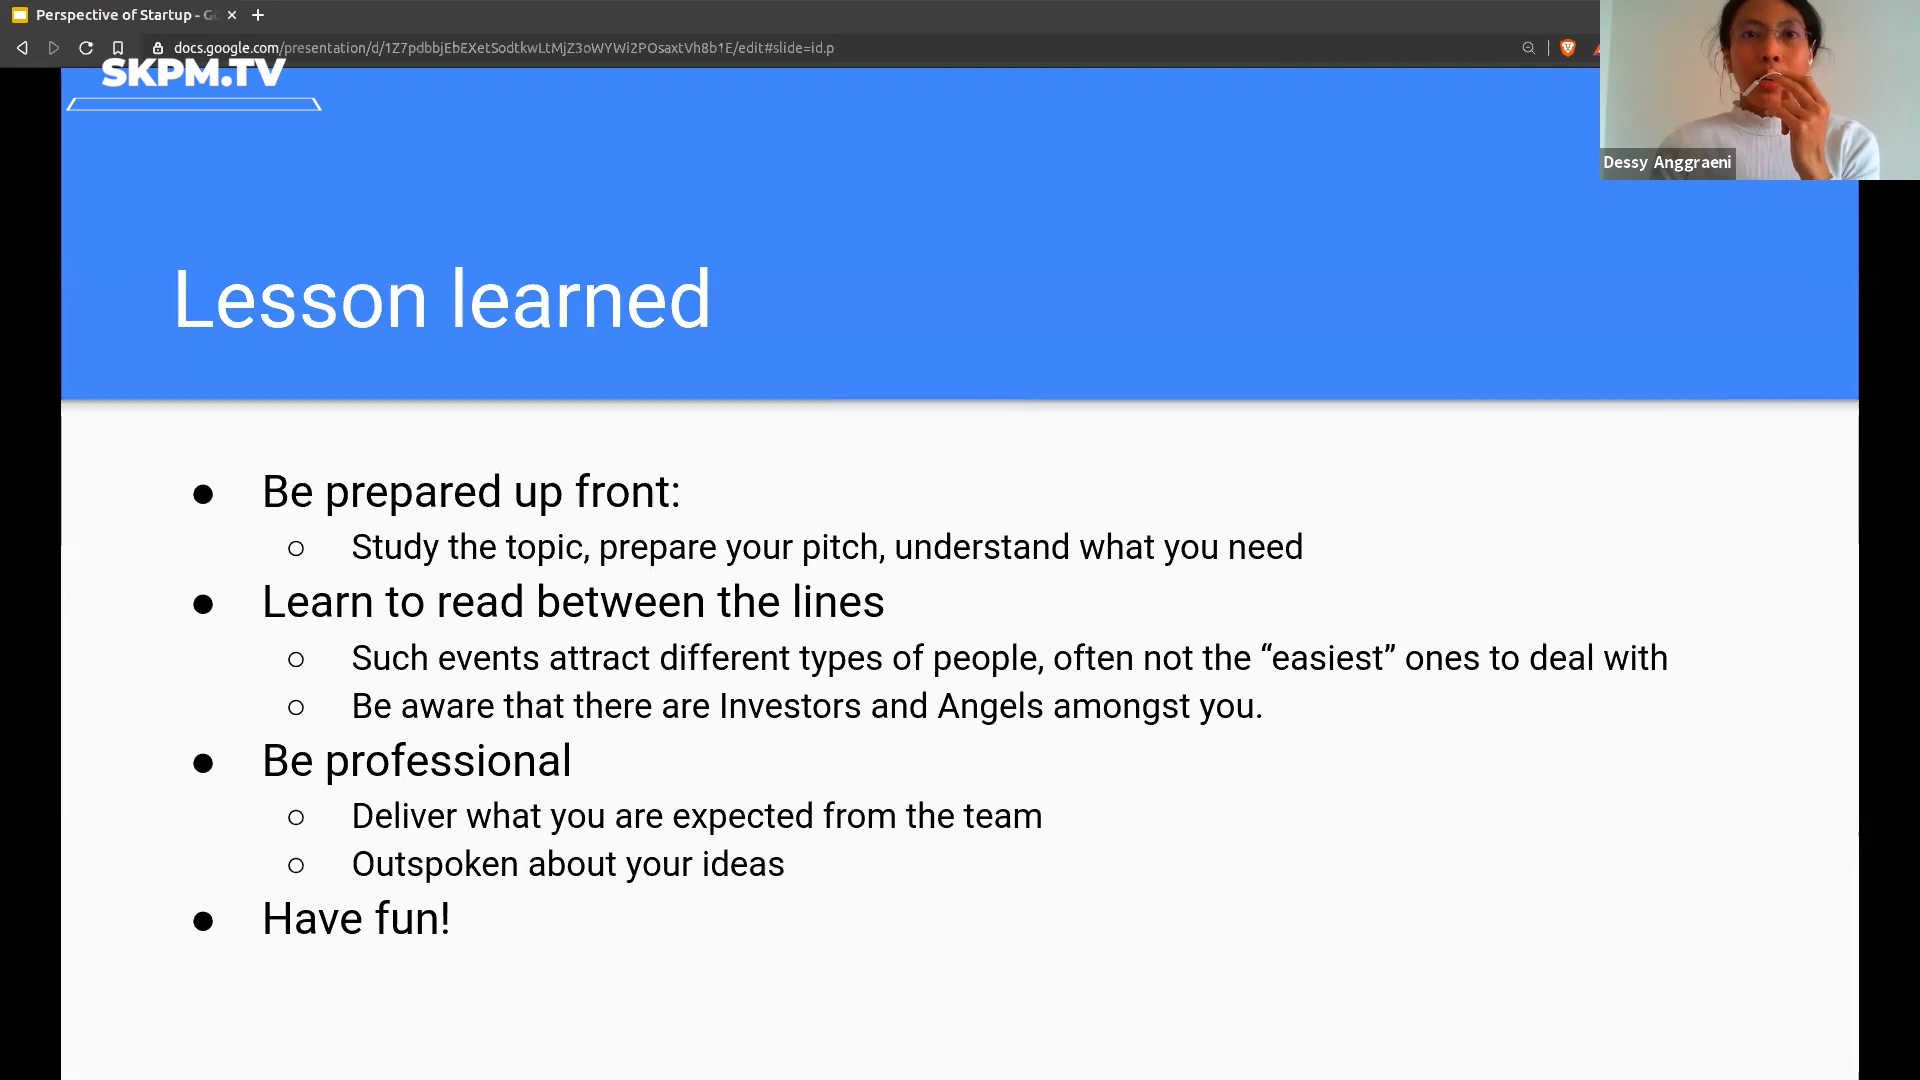 Perspective of Startup - Go
docs.google.com/presentation/d/1Z7pdbbjEbEXetSodtkwLtMjZ3oWYWi2POsaxtVh8b1E/edit#slide=id.p
SKPM.TV
Dessy Anggraeni
Lesson learned
● Be prepared up front:
○ Study the topic, prepare your pitch, understand what you need
● Learn to read between the lines
○ Such events attract different types of people, often not the “easiest” ones to deal with
○ Be aware that there are Investors and Angels amongst you.
● Be professional
○ Deliver what you are expected from the team
○ Outspoken about your ideas
● Have fun!